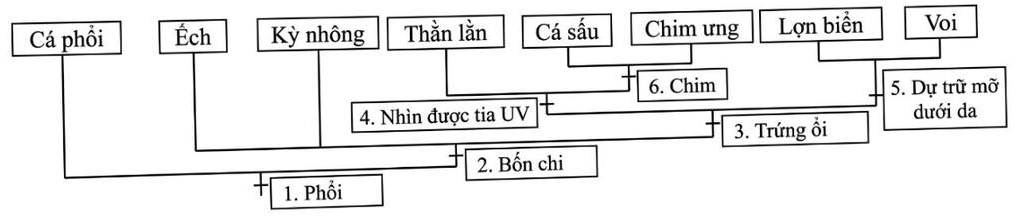 Cá phổi
Ếch
Kỳ nhông
Thằn lằn
Cá sấu
Chim ưng
Lợn biển
Voi
6. Chim
5. Dự trữ mỡ
dưới da
4. Nhìn được tia UV
3. Trứng ối
2. Bốn chi
1. Phổi